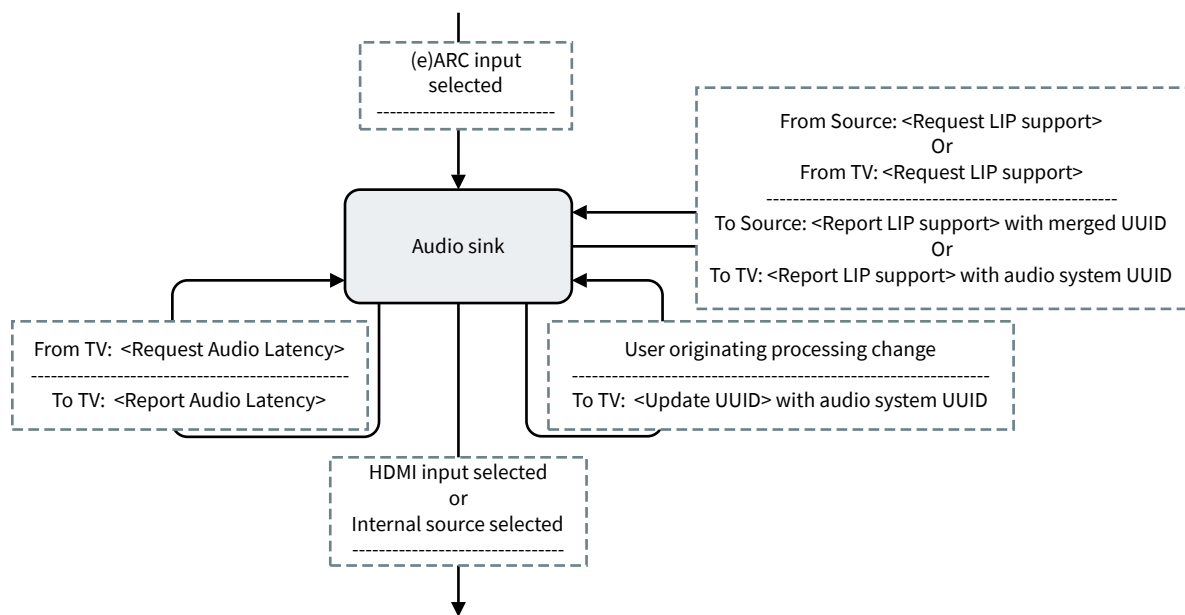 (e)ARC input
selected
From Source: <Request LIP support>
Or
From TV: <Request LIP support>
To Source: <Report LIP support> with merged UUID
Or
To TV: <Report LIP support> with audio system UUID
Audio sink
From TV: <Request Audio Latency>
To TV: <Report Audio Latency>
User originating processing change
To TV: <Update UUID> with audio system UUID
HDMI input selected
or
Internal source selected